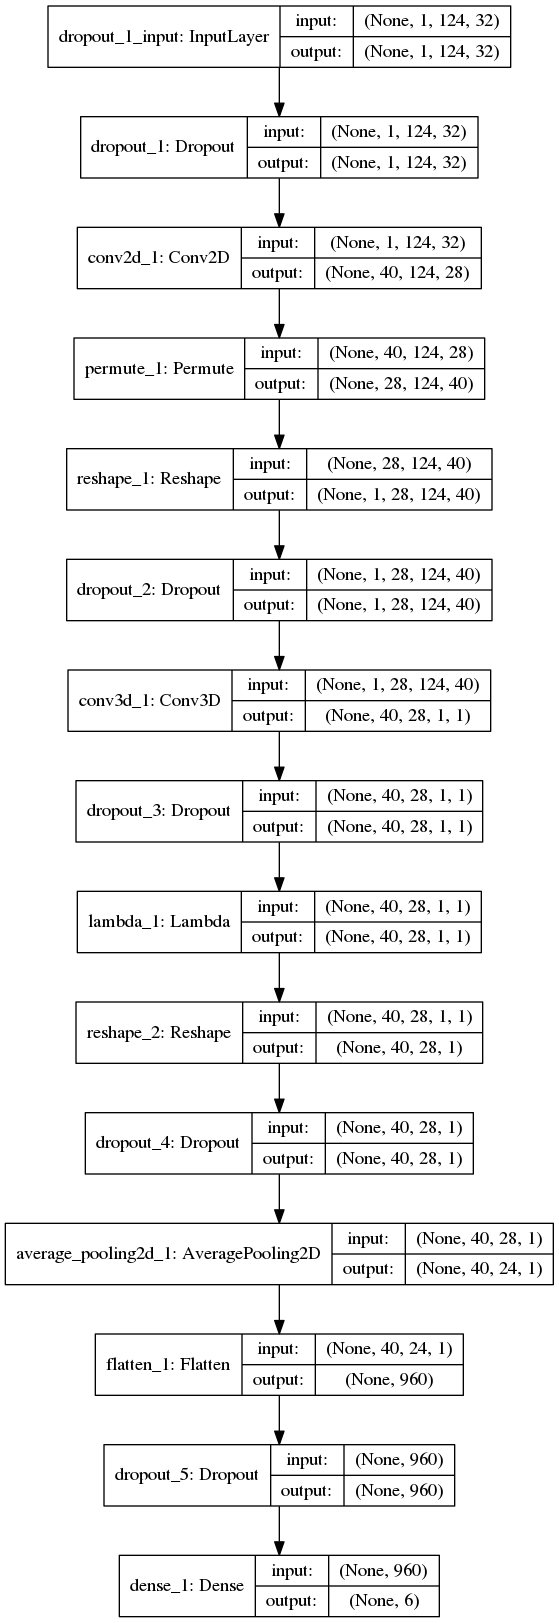 dropout_1_input: InputLayer
input: (None, 1, 124, 32)
output: (None, 1, 124, 32)
dropout_1: Dropout
input: (None, 1, 124, 32)
output: (None, 1, 124, 32)
conv2d_1: Conv2D
input: (None, 1, 124, 32)
output: (None, 40, 124, 28)
permute_1: Permute
input: (None, 40, 124, 28)
output: (None, 28, 124, 40)
reshape_1: Reshape
input: (None, 28, 124, 40)
output: (None, 1, 28, 124, 40)
dropout_2: Dropout
input: (None, 1, 28, 124, 40)
output: (None, 1, 28, 124, 40)
conv3d_1: Conv3D
input: (None, 1, 28, 124, 40)
output: (None, 40, 28, 1, 1)
dropout_3: Dropout
input: (None, 40, 28, 1, 1)
output: (None, 40, 28, 1, 1)
lambda_1: Lambda
input: (None, 40, 28, 1, 1)
output: (None, 40, 28, 1, 1)
reshape_2: Reshape
input: (None, 40, 28, 1, 1)
output: (None, 40, 28, 1)
dropout_4: Dropout
input: (None, 40, 28, 1)
output: (None, 40, 28, 1)
average_pooling2d_1: AveragePooling2D
input: (None, 40, 28, 1)
output: (None, 40, 24, 1)
flatten_1: Flatten
input: (None, 40, 24, 1)
output: (None, 960)
dropout_5: Dropout
input: (None, 960)
output: (None, 960)
dense_1: Dense
input: (None, 960)
output: (None, 6)